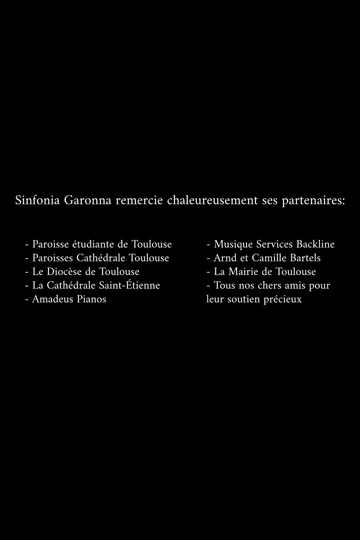 Sinfonia Garonna remercie chaleureusement ses partenaires:
- Paroisse étudiante de Toulouse
- Paroisses Cathédrale Toulouse
- Le Diocèse de Toulouse
- La Cathédrale Saint-Étienne
- Amadeus Pianos
- Musique Services Backline
- Arnd et Camille Bartels
- La Mairie de Toulouse
- Tous nos chers amis pour
leur soutien précieux